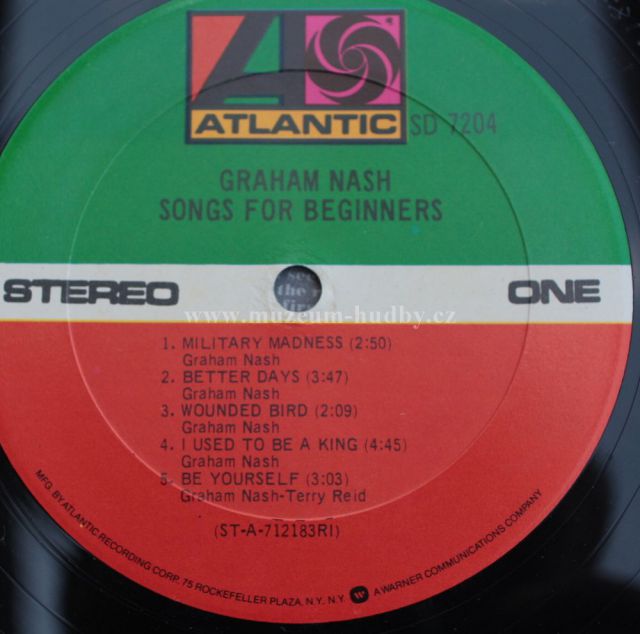 ATLANTIC
SD 7204
GRAHAM NASH
SONGS FOR BEGINNERS
STEREO
ONE
see
the
fir
www.muzeum-hudby.cz
1. MILITARY MADNESS (2:50)
Graham Nash
2. BETTER DAYS (3:47)
Graham Nash
3. WOUNDED BIRD (2:09)
Graham Nash
4. I USED TO BE A KING (4:45)
Graham Nash
5. BE YOURSELF (3:03)
Graham Nash-Terry Reid
(ST-A-712183RI)
MFG. BY ATLANTIC RECORDING CORP. 75 ROCKEFELLER PLAZA, N.Y. N.Y. W A WARNER COMMUNICATIONS COMPANY